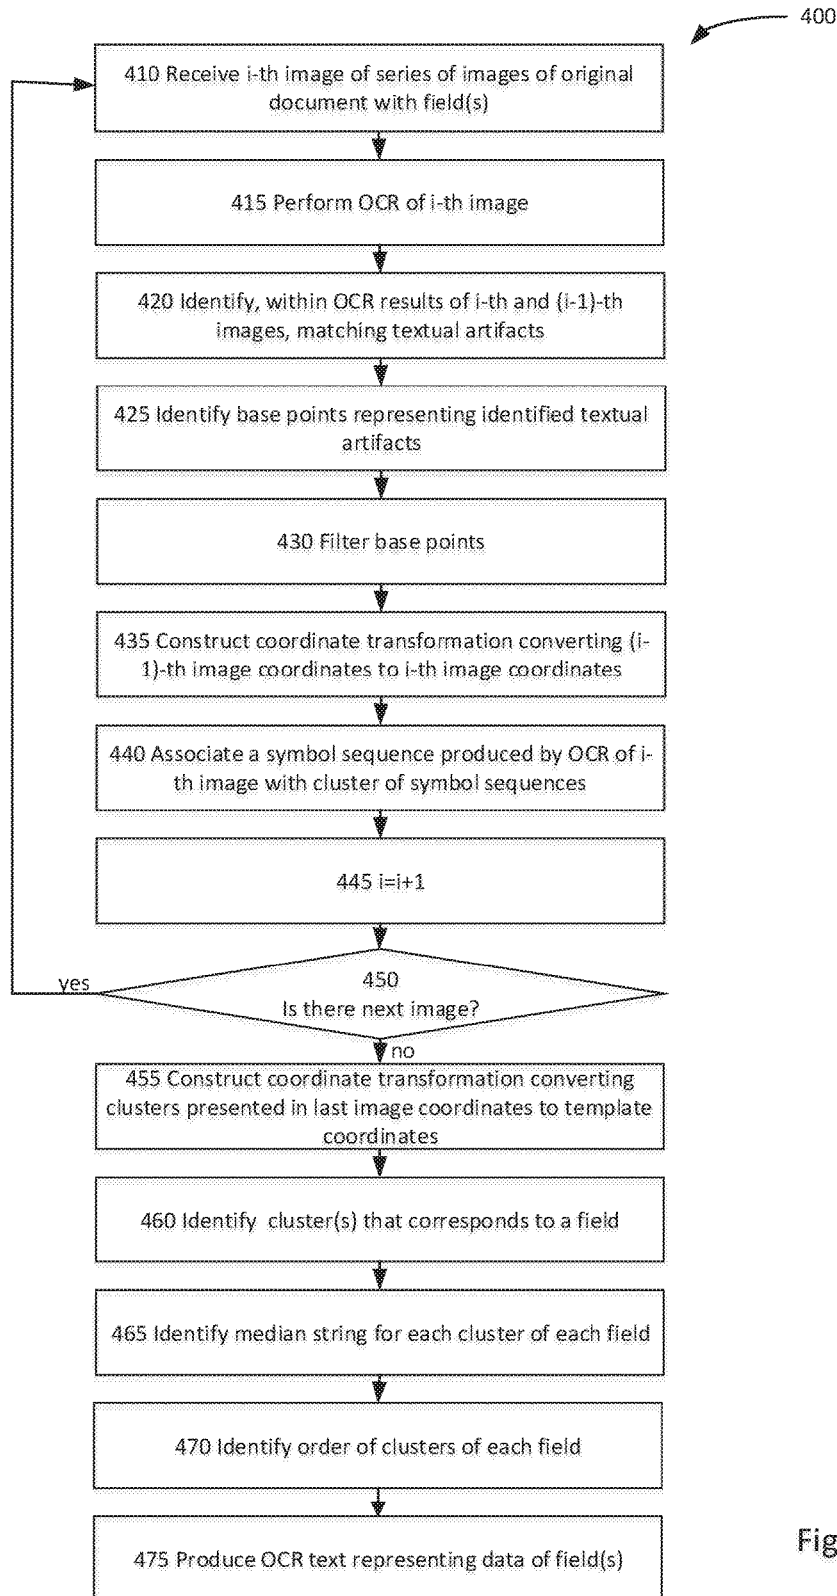 400
410 Receive i-th image of series of images of original
document with field(s)
415 Perform OCR of i-th image
420 Identify, within OCR results of i-th and (i-1)-th
images, matching textual artifacts
425 Identify base points representing identified textual
artifacts
430 Filter base points
435 Construct coordinate transformation converting (i-
1)-th image coordinates to i-th image coordinates
440 Associate a symbol sequence produced by OCR of i-
th image with cluster of symbol sequences
445 i=i+1
yes
450
Is there next image?
no
455 Construct coordinate transformation converting
clusters presented in last image coordinates to template
coordinates
460 Identify cluster(s) that corresponds to a field
465 Identify median string for each cluster of each field
470 Identify order of clusters of each field
475 Produce OCR text representing data of field(s)
Fig